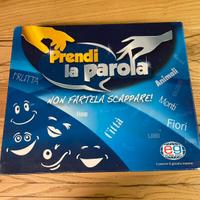 Prendi
la parola
FRUTTA
Animali
NON FARTELA SCAPPARE!
Monti
Città
Fiori
eg